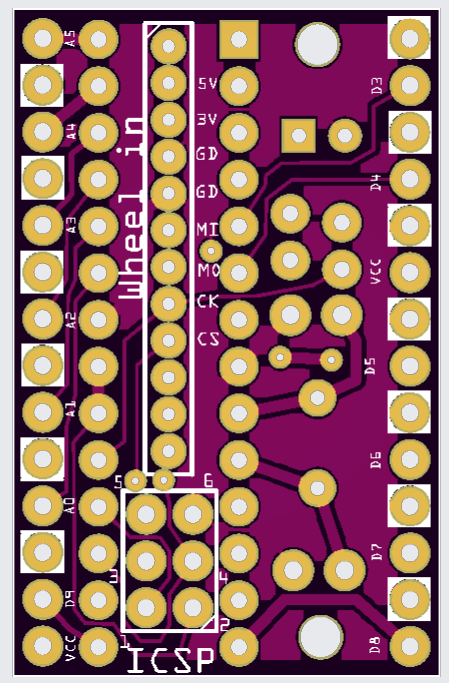 A5
A4
A3
A2
A1
A0
D9
VCC
Wheel in
5V
3V
GD
GD
MI
MO
CK
CS
5
6
3
4
1
2
ICSP
D3
D4
VCC
D5
D6
D7
D8